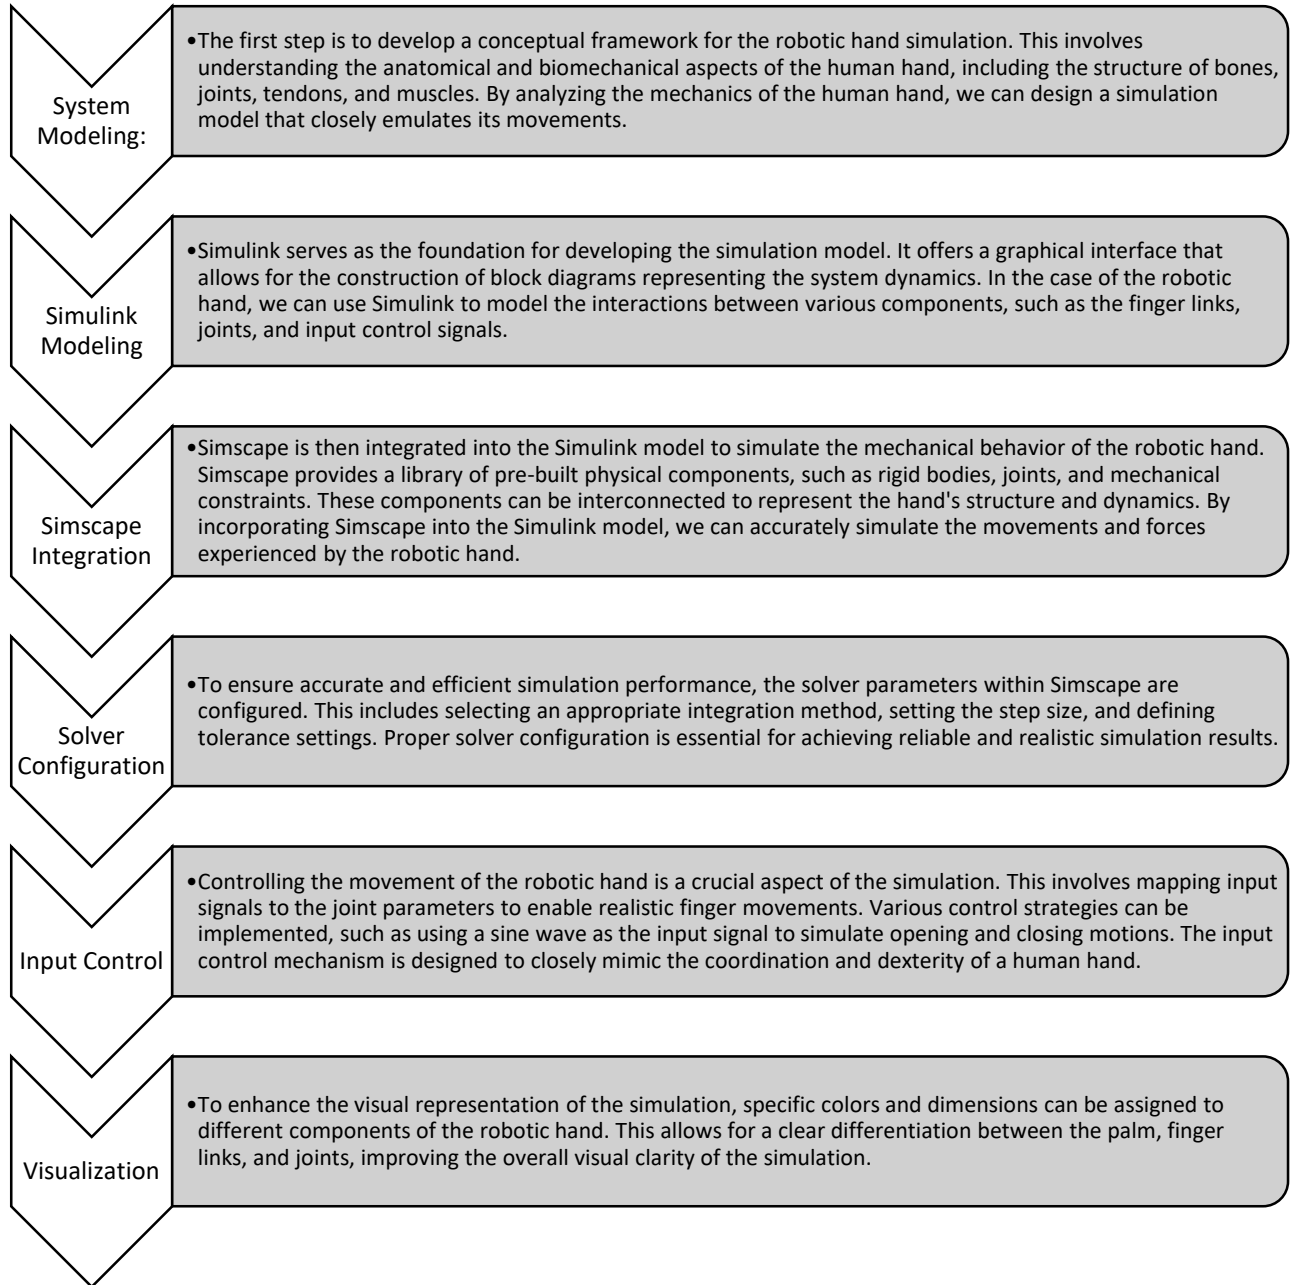 System
Modeling:
•The first step is to develop a conceptual framework for the robotic hand simulation. This involves
understanding the anatomical and biomechanical aspects of the human hand, including the structure of bones,
joints, tendons, and muscles. By analyzing the mechanics of the human hand, we can design a simulation
model that closely emulates its movements.
Simulink
Modeling
•Simulink serves as the foundation for developing the simulation model. It offers a graphical interface that
allows for the construction of block diagrams representing the system dynamics. In the case of the robotic
hand, we can use Simulink to model the interactions between various components, such as the finger links,
joints, and input control signals.
Simscape
Integration
•Simscape is then integrated into the Simulink model to simulate the mechanical behavior of the robotic hand.
Simscape provides a library of pre-built physical components, such as rigid bodies, joints, and mechanical
constraints. These components can be interconnected to represent the hand's structure and dynamics. By
incorporating Simscape into the Simulink model, we can accurately simulate the movements and forces
experienced by the robotic hand.
Solver
Configuration
•To ensure accurate and efficient simulation performance, the solver parameters within Simscape are
configured. This includes selecting an appropriate integration method, setting the step size, and defining
tolerance settings. Proper solver configuration is essential for achieving reliable and realistic simulation results.
Input Control
•Controlling the movement of the robotic hand is a crucial aspect of the simulation. This involves mapping input
signals to the joint parameters to enable realistic finger movements. Various control strategies can be
implemented, such as using a sine wave as the input signal to simulate opening and closing motions. The input
control mechanism is designed to closely mimic the coordination and dexterity of a human hand.
Visualization
•To enhance the visual representation of the simulation, specific colors and dimensions can be assigned to
different components of the robotic hand. This allows for a clear differentiation between the palm, finger
links, and joints, improving the overall visual clarity of the simulation.